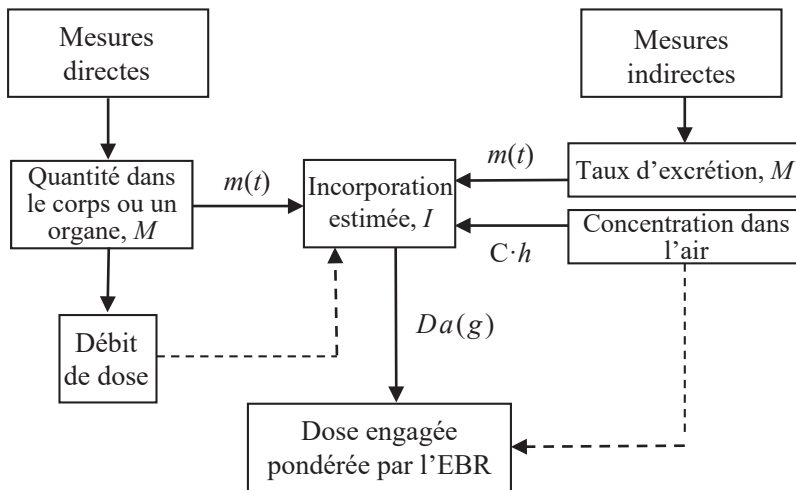 Mesures
directes
Mesures
indirectes
Quantité dans
le corps ou un
organe, M
m(t)
Incorporation
estimée, I
m(t)
Taux d’excrétion, M
C·h
Concentration dans
l’air
Débit
de dose
Da(g)
Dose engagée
pondérée par l’EBR